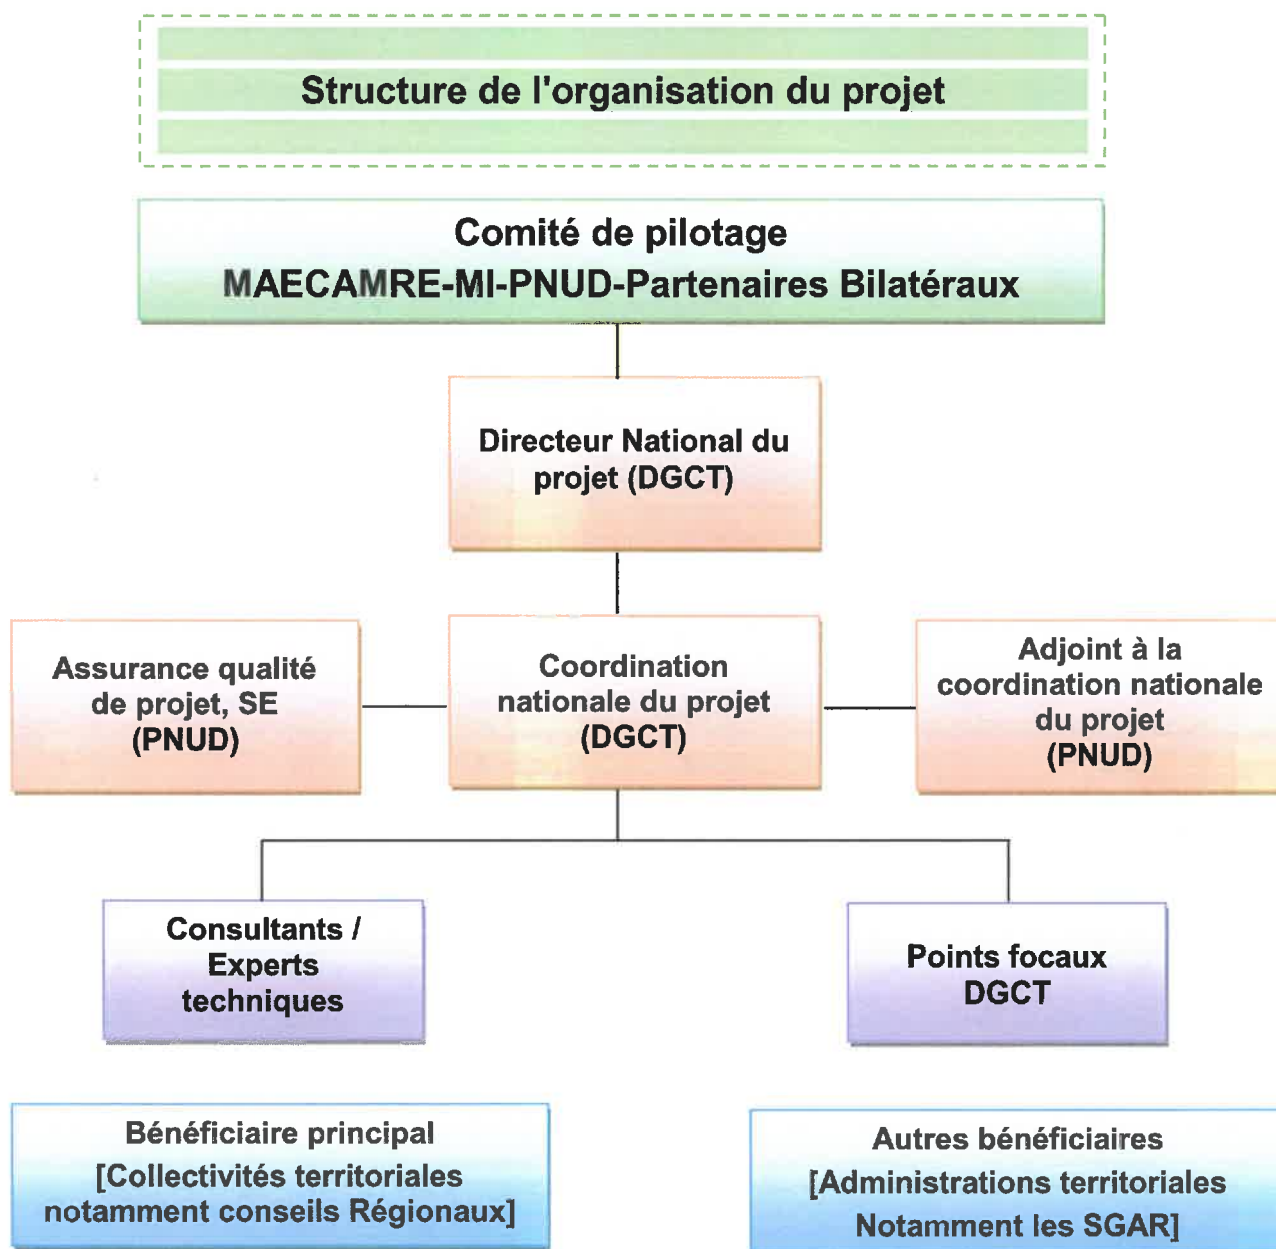 Structure de l'organisation du projet
Comité de pilotage
MAECAMRE-MI-PNUD-Partenaires Bilatéraux
Directeur National du
projet (DGCT)
Assurance qualité
de projet, SE
(PNUD)
Coordination
nationale du projet
(DGCT)
Adjoint à la
coordination nationale
du projet
(PNUD)
Consultants /
Experts
techniques
Points focaux
DGCT
Bénéficiaire principal
[Collectivités territoriales
notamment conseils Régionaux]
Autres bénéficiaires
[Administrations territoriales
Notamment les SGAR]